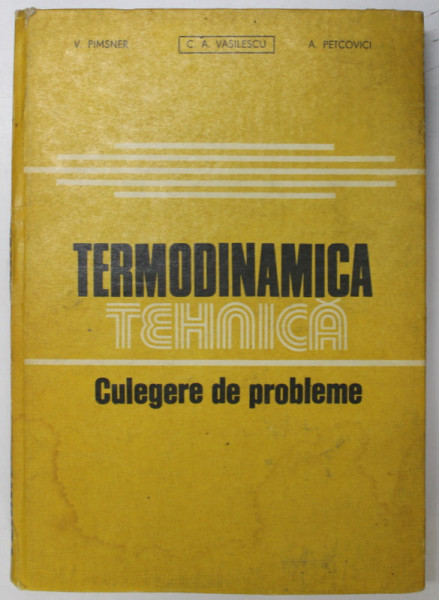 V. PIMSNER C. A. VASILESCU A. PETCOVICI
TERMODINAMICA
TEHNICĂ
Culegere de probleme